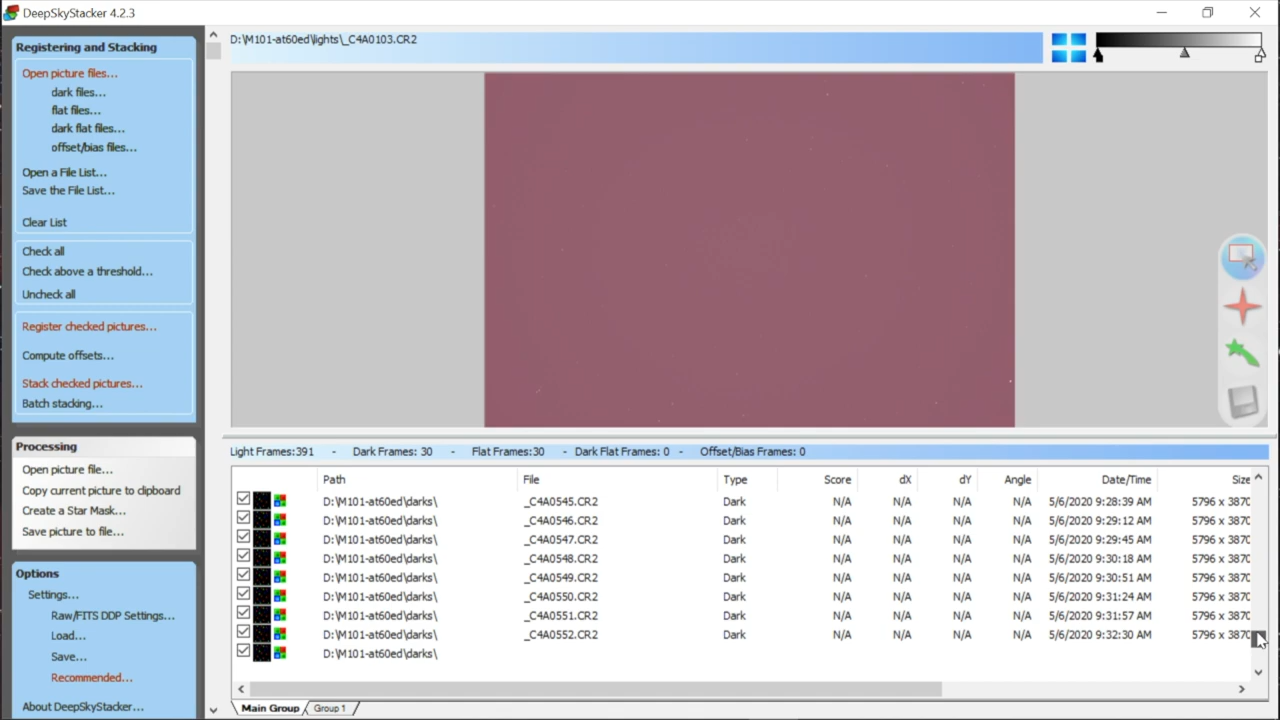 DeepSkyStacker 4.2.3
Registering and Stacking
Open picture files...
dark files...
flat files...
dark flat files...
offset/bias files...
Open a File List...
Save the File List...
Clear List
Check all
Check above a threshold...
Uncheck all
Register checked pictures...
Compute offsets...
Stack checked pictures...
Batch stacking...
Processing
Open picture file...
Copy current picture to clipboard
Create a Star Mask...
Save picture to file...
Options
Settings...
Raw/FITS DDP Settings...
Load...
Save...
Recommended...
About DeepSkyStacker...
D:\M101-at60ed\lights\_C4A0103.CR2
Light Frames:391 - Dark Frames: 30 - Flat Frames:30 - Dark Flat Frames: 0 - Offset/Bias Frames: 0
Path File Type Score dX dY Angle Date/Time Size
D:\M101-at60ed\darks\ _C4A0545.CR2 Dark N/A N/A N/A N/A 5/6/2020 9:28:39 AM 5796 x 3870
D:\M101-at60ed\darks\ _C4A0546.CR2 Dark N/A N/A N/A N/A 5/6/2020 9:29:12 AM 5796 x 3870
D:\M101-at60ed\darks\ _C4A0547.CR2 Dark N/A N/A N/A N/A 5/6/2020 9:29:45 AM 5796 x 3870
D:\M101-at60ed\darks\ _C4A0548.CR2 Dark N/A N/A N/A N/A 5/6/2020 9:30:18 AM 5796 x 3870
D:\M101-at60ed\darks\ _C4A0549.CR2 Dark N/A N/A N/A N/A 5/6/2020 9:30:51 AM 5796 x 3870
D:\M101-at60ed\darks\ _C4A0550.CR2 Dark N/A N/A N/A N/A 5/6/2020 9:31:24 AM 5796 x 3870
D:\M101-at60ed\darks\ _C4A0551.CR2 Dark N/A N/A N/A N/A 5/6/2020 9:31:57 AM 5796 x 3870
D:\M101-at60ed\darks\ _C4A0552.CR2 Dark N/A N/A N/A N/A 5/6/2020 9:32:30 AM 5796 x 3870
D:\M101-at60ed\darks\
Main Group Group 1